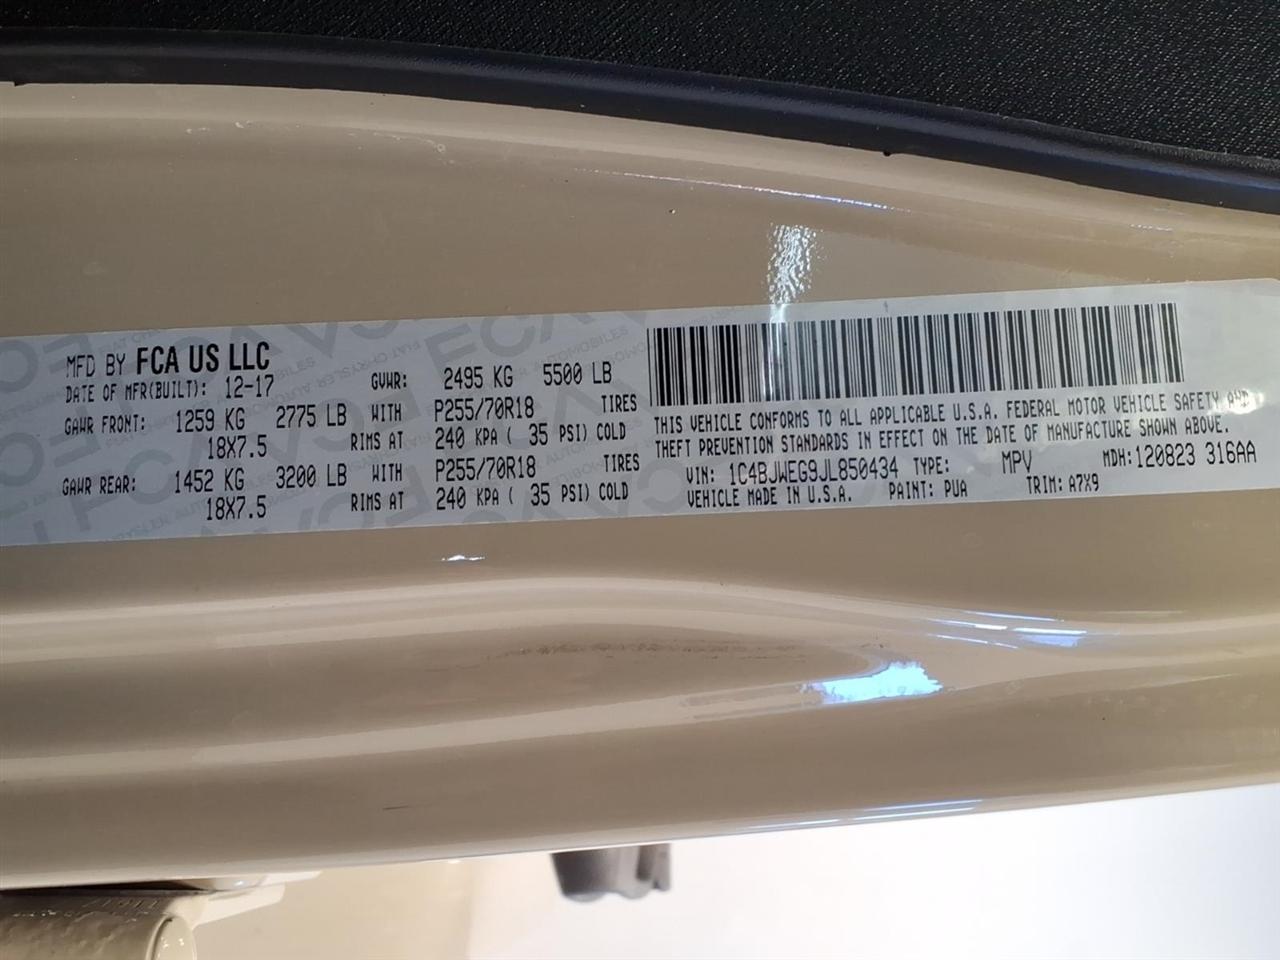 MFD BY FCA US LLC
DATE OF MFR(BUILT): 12-17 GVWR: 2495 KG 5500 LB
GAWR FRONT: 1259 KG 2775 LB WITH P255/70R18 TIRES
18X7.5 RIMS AT 240 KPA ( 35 PSI) COLD
GAWR REAR: 1452 KG 3200 LB WITH P255/70R18 TIRES
18X7.5 RIMS AT 240 KPA ( 35 PSI) COLD
THIS VEHICLE CONFORMS TO ALL APPLICABLE U.S.A. FEDERAL MOTOR VEHICLE SAFETY AND
THEFT PREVENTION STANDARDS IN EFFECT ON THE DATE OF MANUFACTURE SHOWN ABOVE.
VIN: 1C4BJWEG9JL850434 TYPE: MPV MDH:120823 316AA
VEHICLE MADE IN U.S.A. PAINT: PUA TRIM: A7X9